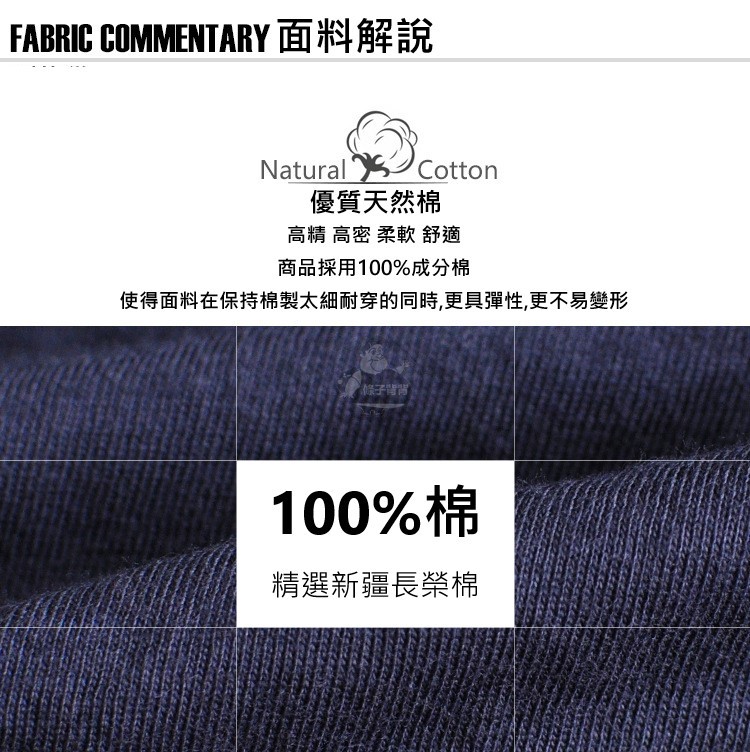 FABRIC COMMENTARY 面料解說
Natural Cotton
優質天然棉
高精 高密 柔軟 舒適
商品採用100%成分棉
使得面料在保持棉製太細耐穿的同時,更具彈性,更不易變形
100%棉
精選新疆長榮棉